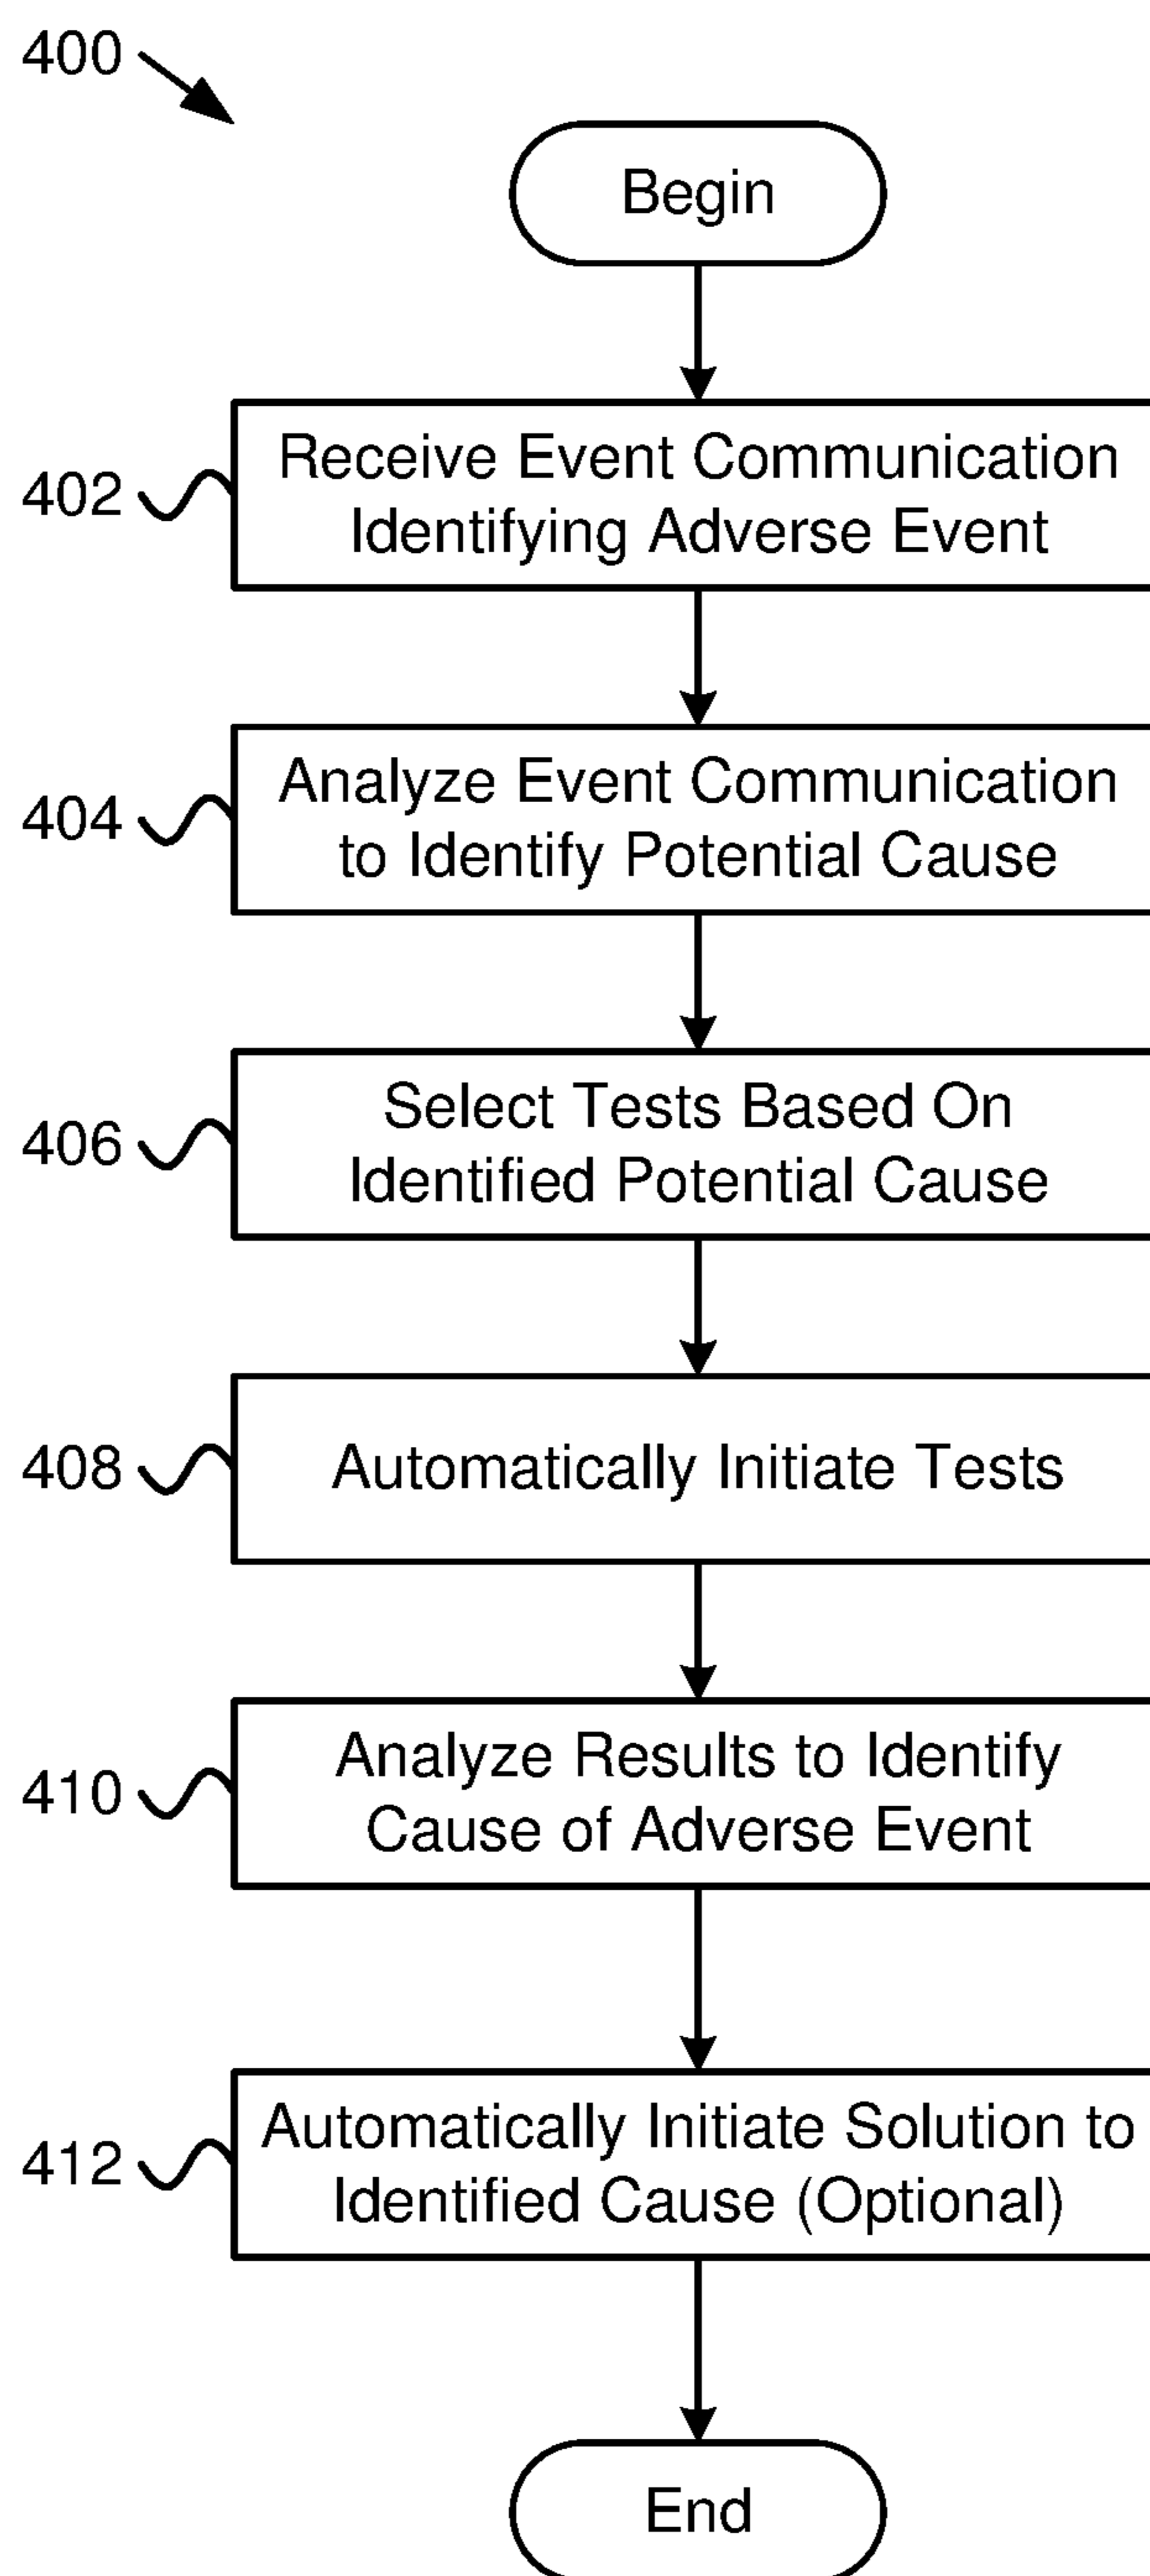 400
Begin
402
Receive Event Communication
Identifying Adverse Event
404
Analyze Event Communication
to Identify Potential Cause
406
Select Tests Based On
Identified Potential Cause
408
Automatically Initiate Tests
410
Analyze Results to Identify
Cause of Adverse Event
412
Automatically Initiate Solution to
Identified Cause (Optional)
End